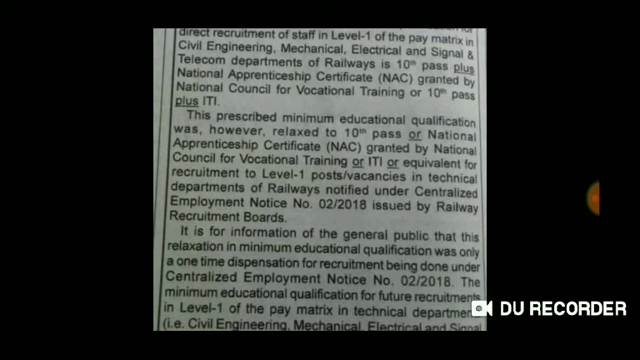 direct recruitment of staff in Level-1 of the pay matrix in
Civil Engineering, Mechanical, Electrical and Signal &
Telecom departments of Railways is 10th pass plus
National Apprenticeship Certificate (NAC) granted by
National Council for Vocational Training or 10th pass
plus ITI.
This prescribed minimum educational qualification
was, however, relaxed to 10th pass or National
Apprenticeship Certificate (NAC) granted by National
Council for Vocational Training or ITI or equivalent for
recruitment to Level-1 posts/vacancies in technical
departments of Railways notified under Centralized
Employment Notice No. 02/2018 issued by Railway
Recruitment Boards.
It is for information of the general public that this
relaxation in minimum educational qualification was only
a one time dispensation for recruitment being done under
Centralized Employment Notice No. 02/2018. The
minimum educational qualification for future recruitments
in Level-1 of the pay matrix in technical
(i.e. Civil Engineering, Mechanical, Electrical and Signal
DU RECORDER